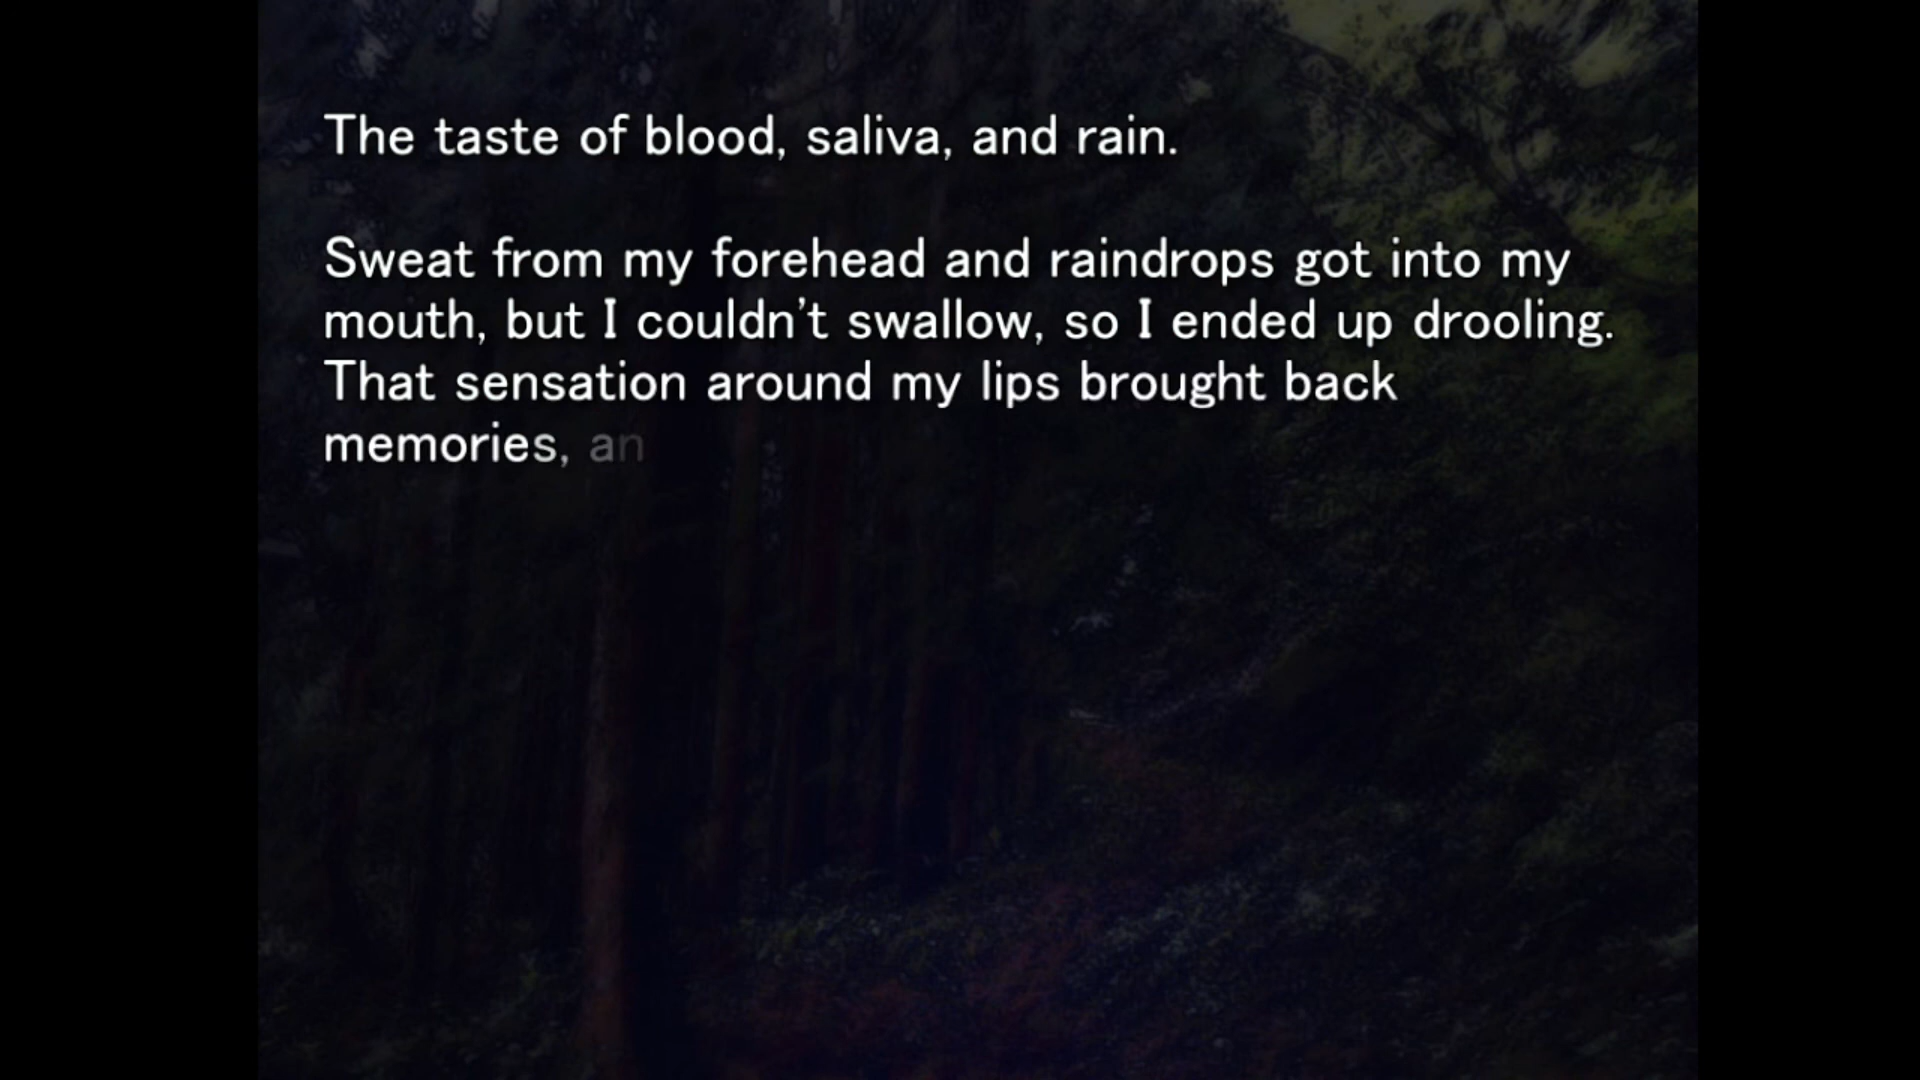 The taste of blood, saliva, and rain.
Sweat from my forehead and raindrops got into my
mouth, but I couldn't swallow, so I ended up drooling.
That sensation around my lips brought back
memories, an